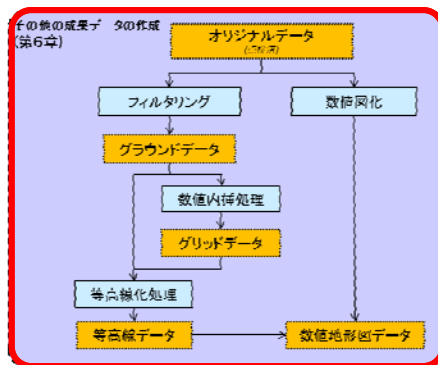 その他の成果データの作成
(第6章)
オリジナルデータ
フィルタリング
数値図化
グラウンドデータ
数値内挿処理
グリッドデータ
等高線化処理
等高線データ
数値地形図データ